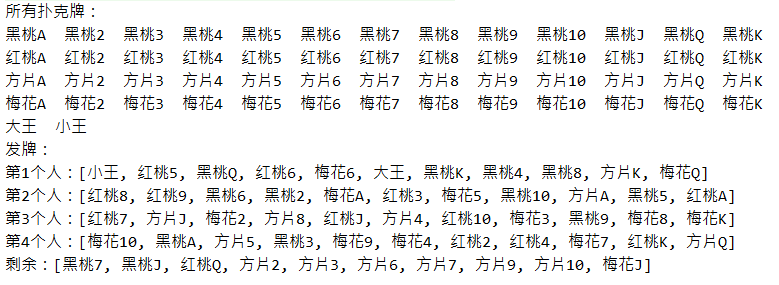 所有扑克牌：
黑桃A 黑桃2 黑桃3 黑桃4 黑桃5 黑桃6 黑桃7 黑桃8 黑桃9 黑桃10 黑桃J 黑桃Q 黑桃K
红桃A 红桃2 红桃3 红桃4 红桃5 红桃6 红桃7 红桃8 红桃9 红桃10 红桃J 红桃Q 红桃K
方片A 方片2 方片3 方片4 方片5 方片6 方片7 方片8 方片9 方片10 方片J 方片Q 方片K
梅花A 梅花2 梅花3 梅花4 梅花5 梅花6 梅花7 梅花8 梅花9 梅花10 梅花J 梅花Q 梅花K
大王 小王
发牌：
第1个人：[小王, 红桃5, 黑桃Q, 红桃6, 梅花6, 大王, 黑桃K, 黑桃4, 黑桃8, 方片K, 梅花Q]
第2个人：[红桃8, 红桃9, 黑桃6, 黑桃2, 梅花A, 红桃3, 梅花5, 黑桃10, 方片A, 黑桃5, 红桃A]
第3个人：[红桃7, 方片J, 梅花2, 方片8, 红桃J, 方片4, 红桃10, 梅花3, 黑桃9, 梅花8, 梅花K]
第4个人：[梅花10, 黑桃A, 方片5, 黑桃3, 梅花9, 梅花4, 红桃2, 红桃4, 梅花7, 红桃K, 方片Q]
剩余：[黑桃7, 黑桃J, 红桃Q, 方片2, 方片3, 方片6, 方片7, 方片9, 方片10, 梅花J]